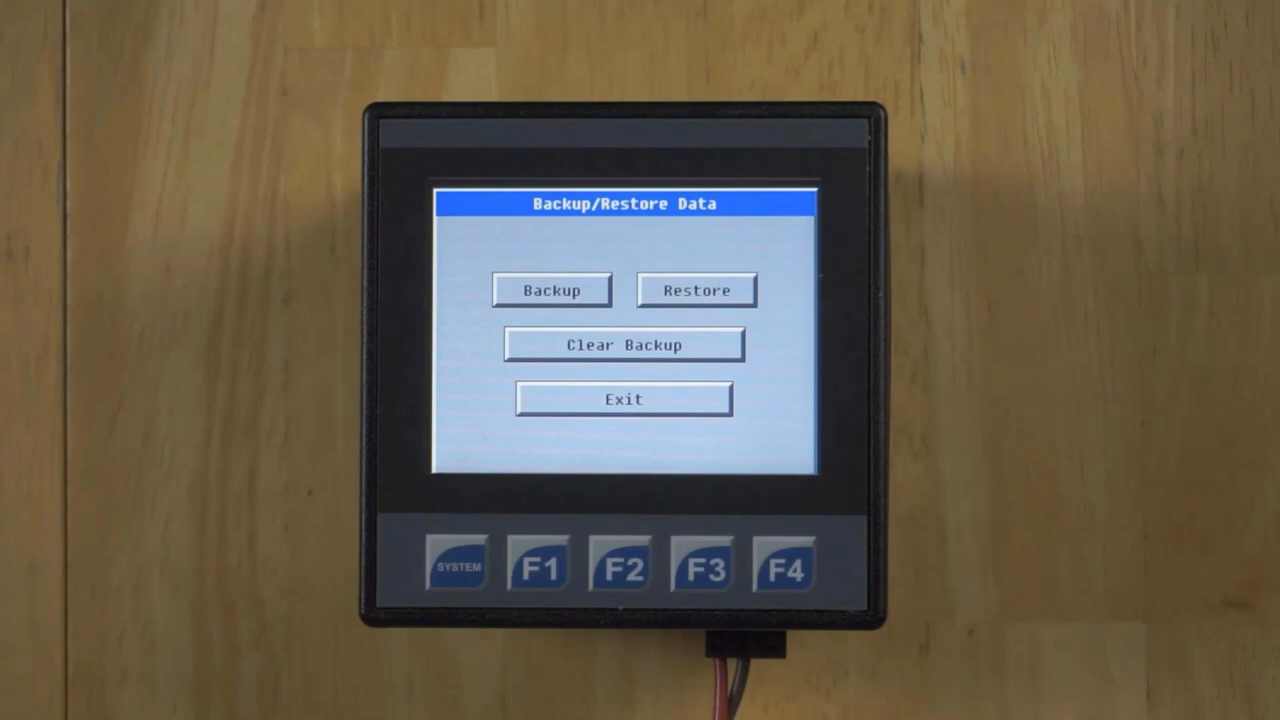 Backup/Restore Data
Backup Restore
Clear Backup
Exit
SYSTEM F1 F2 F3 F4